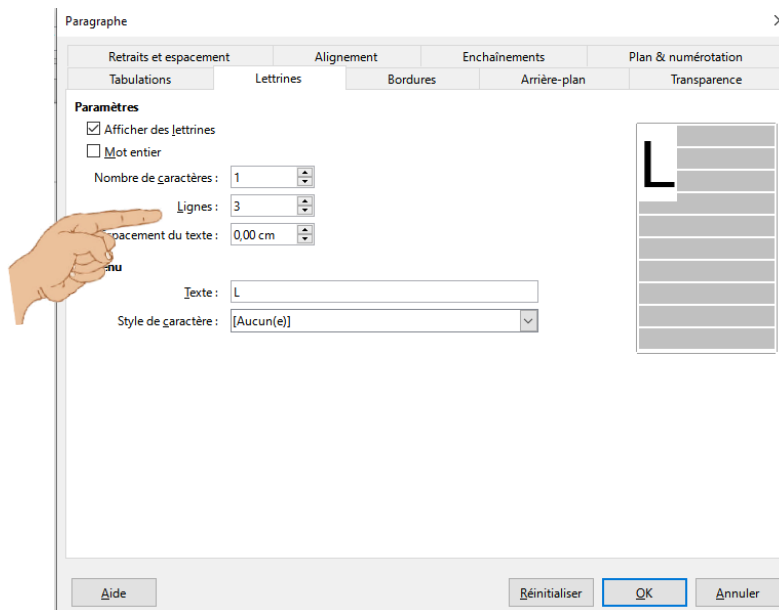 Paragraphe
Retraits et espacement Alignement Enchaînements Plan & numérotation
Tabulations Lettrines Bordures Arrière-plan Transparence
Paramètres
Afficher des lettrines
Mot entier
Nombre de caractères : 1
Lignes : 3
du texte : 0,00 cm
Texte : L
Style de caractère : [Aucun(e)]
L
Aide Réinitialiser OK Annuler